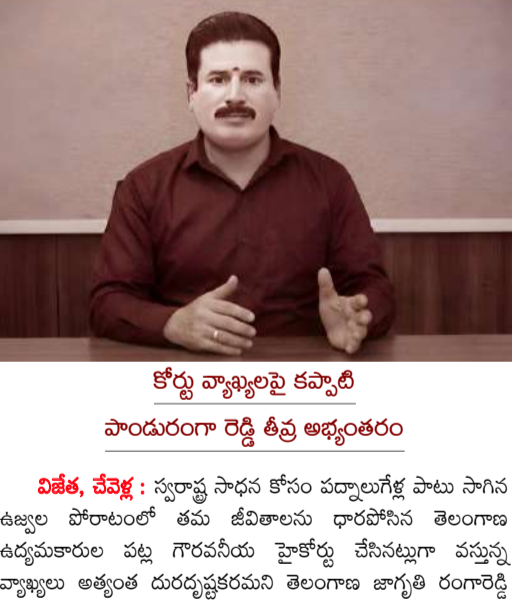 కోర్టు వ్యాఖ్యలపై కప్పాటి
పాండురంగా రెడ్డి తీవ్ర అభ్యంతరం
విజేత, చేవెళ్ల : స్వరాష్ట్ర సాధన కోసం పద్నాలుగేళ్ల పాటు సాగిన
ఉజ్వల పోరాటంలో తమ జీవితాలను ధారపోసిన తెలంగాణ
ఉద్యమకారుల పట్ల గౌరవనీయ హైకోర్టు చేసినట్లుగా వస్తున్న
వ్యాఖ్యలు అత్యంత దురదృష్టకరమని తెలంగాణ జాగృతి రంగారెడ్డి